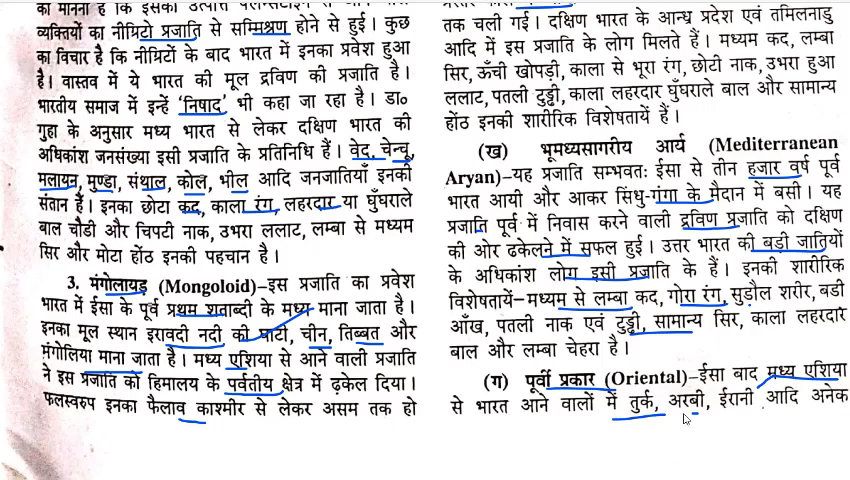 का मानना है कि इसकी उत्पत्ति
व्यक्तियों का नीग्रिटो प्रजाति से सम्मिश्रण होने से हुई। कुछ
का विचार है कि नीग्रिटों के बाद भारत में इनका प्रवेश हुआ
है। वास्तव में ये भारत की मूल द्रविण की प्रजाति है।
भारतीय समाज में इन्हें 'निषाद' भी कहा जा रहा है। डा०
गुहा के अनुसार मध्य भारत से लेकर दक्षिण भारत की
अधिकांश जनसंख्या इसी प्रजाति के प्रतिनिधि हैं। वेद, चेन्चू,
मलायन, मुण्डा, संथाल, कोल, भील आदि जनजातियाँ इनकी
संतान हैं। इनका छोटा कद, काला रंग, लहरदार या घुँघराले
बाल चौडी और चिपटी नाक, उभरा ललाट, लम्बा से मध्यम
सिर और मोटा होंठ इनकी पहचान है।
3. मंगोलायड (Mongoloid)–इस प्रजाति का प्रवेश
भारत में ईसा के पूर्व प्रथम शताब्दी के मध्य माना जाता है।
इनका मूल स्थान इरावदी नदी की घाटी, चीन, तिब्बत और
मंगोलिया माना जाता है। मध्य एशिया से आने वाली प्रजाति
ने इस प्रजाति को हिमालय के पर्वतीय क्षेत्र में ढ़केल दिया।
फलस्वरुप इनका फैलाव काश्मीर से लेकर असम तक हो
तक चली गई। दक्षिण भारत के आन्ध्र प्रदेश एवं तमिलनाडु
आदि में इस प्रजाति के लोग मिलते हैं। मध्यम कद, लम्बा
सिर, ऊँची खोपड़ी, काला से भूरा रंग, छोटी नाक, उभरा हुआ
ललाट, पतली ठुड्डी, काला लहरदार घुँघराले बाल और सामान्य
होंठ इनकी शारीरिक विशेषतायें हैं।
(ख) भूमध्यसागरीय आर्य (Mediterranean
Aryan)–यह प्रजाति सम्भवतः ईसा से तीन हजार वर्ष पूर्व
भारत आयी और आकर सिंधु-गंगा के मैदान में बसी। यह
प्रजाति पूर्व में निवास करने वाली द्रविण प्रजाति को दक्षिण
की ओर ढकेलने में सफल हुई। उत्तर भारत की बड़ी जातियों
के अधिकांश लोग इसी प्रजाति के हैं। इनकी शारीरिक
विशेषतायें–मध्यम से लम्बा कद, गोरा रंग, सुडौल शरीर, बडी
आँख, पतली नाक एवं ठुड्डी, सामान्य सिर, काला लहरदार
बाल और लम्बा चेहरा है।
(ग) पूर्वी प्रकार (Oriental)–ईसा बाद मध्य एशिया
से भारत आने वालों में तुर्क, अरबी, ईरानी आदि अनेक